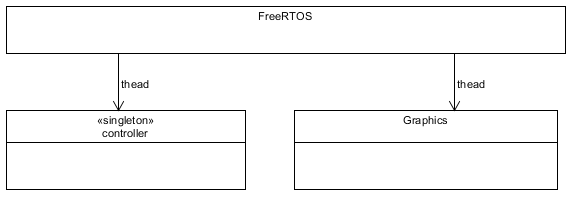 FreeRTOS
thead
thead
«singleton»
controller
Graphics